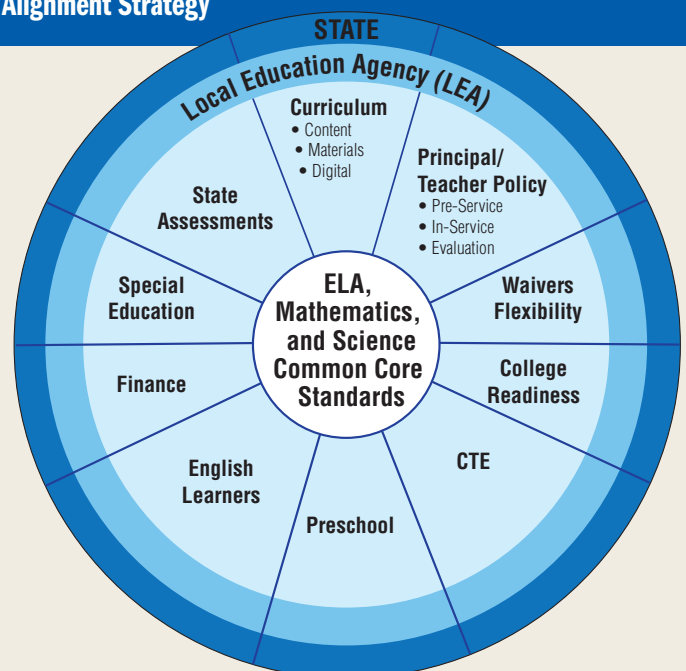 Alignment Strategy
STATE
Local Education Agency (LEA)
Curriculum
• Content
• Materials
• Digital
Principal/
Teacher Policy
• Pre-Service
• In-Service
• Evaluation
State
Assessments
Special
Education
ELA,
Mathematics,
and Science
Common Core
Standards
Waivers
Flexibility
Finance
College
Readiness
English
Learners
CTE
Preschool